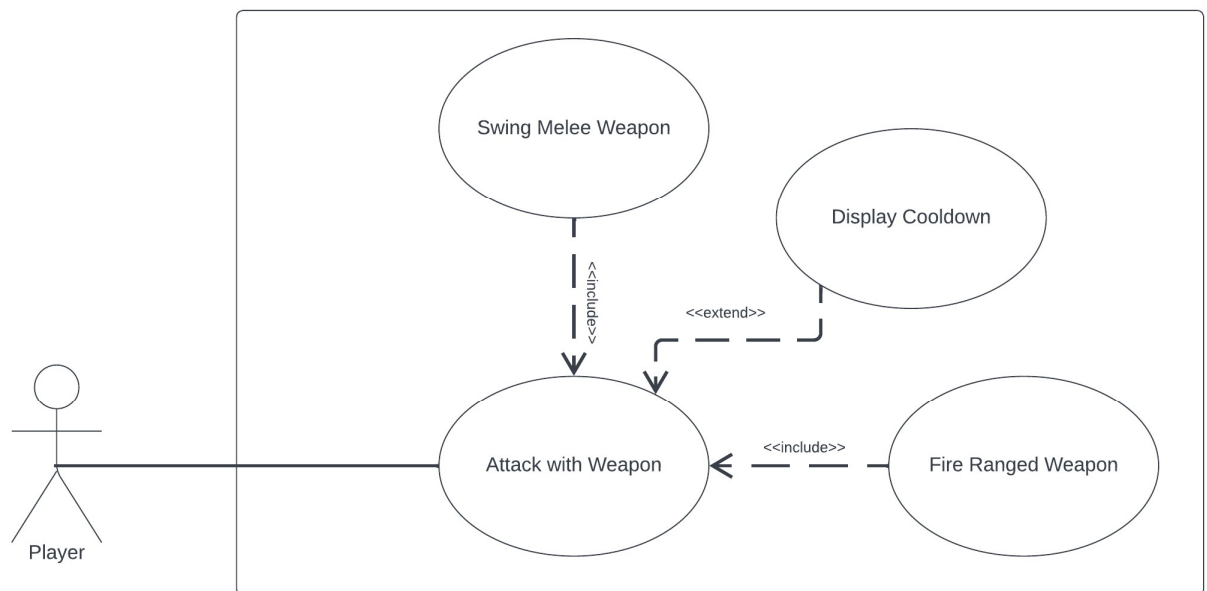 Swing Melee Weapon
Display Cooldown
<<include>>
<<extend>>
<<include>>
Attack with Weapon
Fire Ranged Weapon
Player